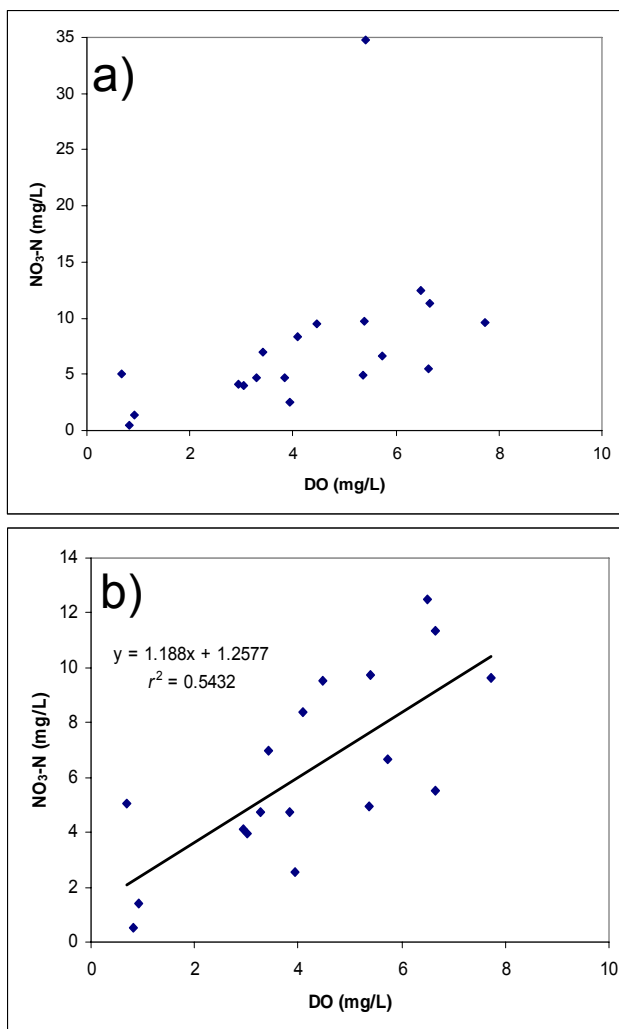 a)
35
30
25
20
15
10
5
0
NO₃-N (mg/L)
0 2 4 6 8 10
DO (mg/L)
b)
14
12
10
8
6
4
2
0
NO₃-N (mg/L)
y = 1.188x + 1.2577
r² = 0.5432
0 2 4 6 8 10
DO (mg/L)